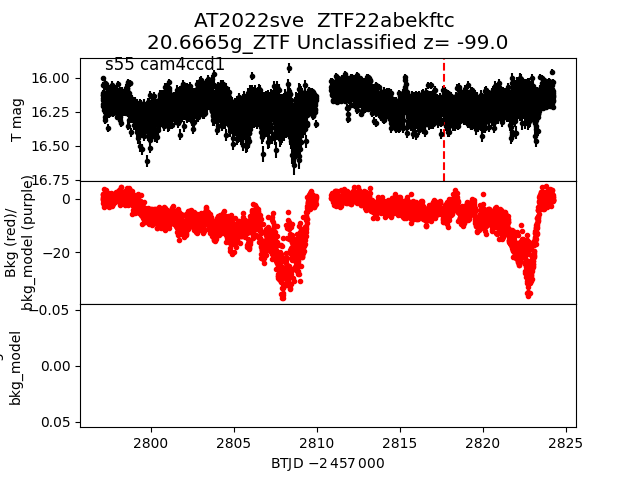 AT2022sve ZTF22abekftc
20.6665g_ZTF Unclassified z= -99.0
s55 cam4ccd1
T mag
16.00
16.25
16.50
16.75
Bkg (red)/
bkg_model (purple)
0
−20
bkg_model
−0.05
0.00
0.05
2800 2805 2810 2815 2820 2825
BTJD −2 457 000